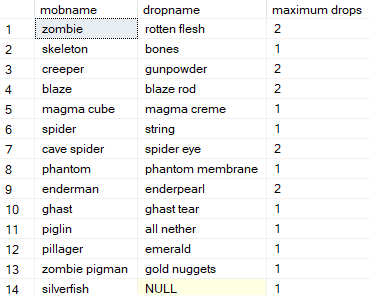 mobname dropname maximum drops
1 zombie rotten flesh 2
2 skeleton bones 1
3 creeper gunpowder 2
4 blaze blaze rod 2
5 magma cube magma creme 1
6 spider string 1
7 cave spider spider eye 2
8 phantom phantom membrane 1
9 enderman enderpearl 2
10 ghast ghast tear 1
11 piglin all nether 1
12 pillager emerald 1
13 zombie pigman gold nuggets 1
14 silverfish NULL 1